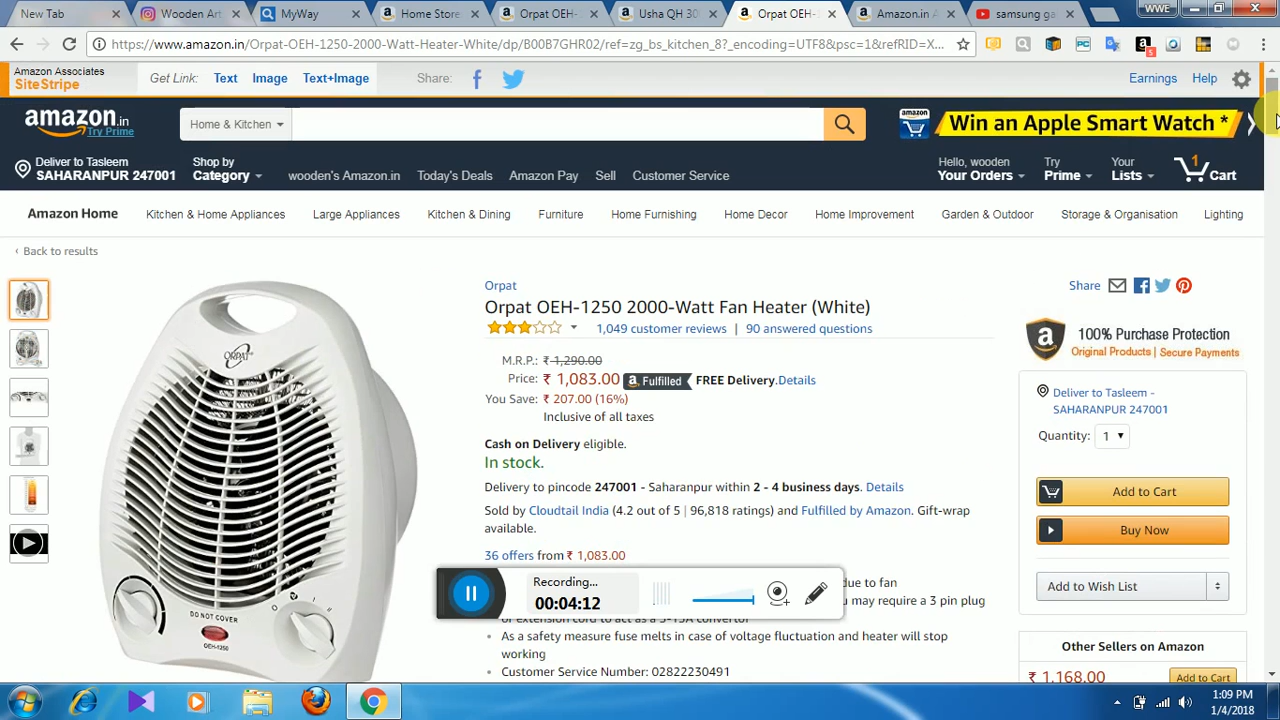 New Tab
Wooden Art
MyWay
Home Store
Orpat OEH-
Usha QH 30
Orpat OEH-
Amazon.in A
samsung ga
WWE
https://www.amazon.in/Orpat-OEH-1250-2000-Watt-Heater-White/dp/B00B7GHR02/ref=zg_bs_kitchen_8?_encoding=UTF8&psc=1&refRID=X...
PC
5
Amazon Associates
SiteStripe
Get Link:
Text
Image
Text+Image
Share:
Earnings
Help
amazon.in
Try Prime
Home & Kitchen
amazon
Win an Apple Smart Watch *
Deliver to Tasleem
SAHARANPUR 247001
Shop by
Category
wooden's Amazon.in
Today's Deals
Amazon Pay
Sell
Customer Service
Hello, wooden
Your Orders
Try
Prime
Your
Lists
1
Cart
Amazon Home
Kitchen & Home Appliances
Large Appliances
Kitchen & Dining
Furniture
Home Furnishing
Home Decor
Home Improvement
Garden & Outdoor
Storage & Organisation
Lighting
‹ Back to results
ORPAT
DO NOT COVER
OEH-1250
O
I
II
Orpat
Orpat OEH-1250 2000-Watt Fan Heater (White)
1,049 customer reviews | 90 answered questions
M.R.P.: ₹ 1,290.00
Price: ₹ 1,083.00 Fulfilled FREE Delivery.Details
You Save: ₹ 207.00 (16%)
Inclusive of all taxes
Cash on Delivery eligible.
In stock.
Delivery to pincode 247001 - Saharanpur within 2 - 4 business days. Details
Sold by Cloudtail India (4.2 out of 5 | 96,818 ratings) and Fulfilled by Amazon. Gift-wrap
available.
36 offers from ₹ 1,083.00
due to fan
may require a 3 pin plug
or extension cord to act as a 5-15A convertor
• As a safety measure fuse melts in case of voltage fluctuation and heater will stop
working
• Customer Service Number: 02822230491
Recording...
00:04:12
Share
100% Purchase Protection
Original Products | Secure Payments
Deliver to Tasleem -
SAHARANPUR 247001
Quantity: 1
Add to Cart
Buy Now
Add to Wish List
Other Sellers on Amazon
₹ 1,168.00
Add to Cart
1:09 PM
1/4/2018